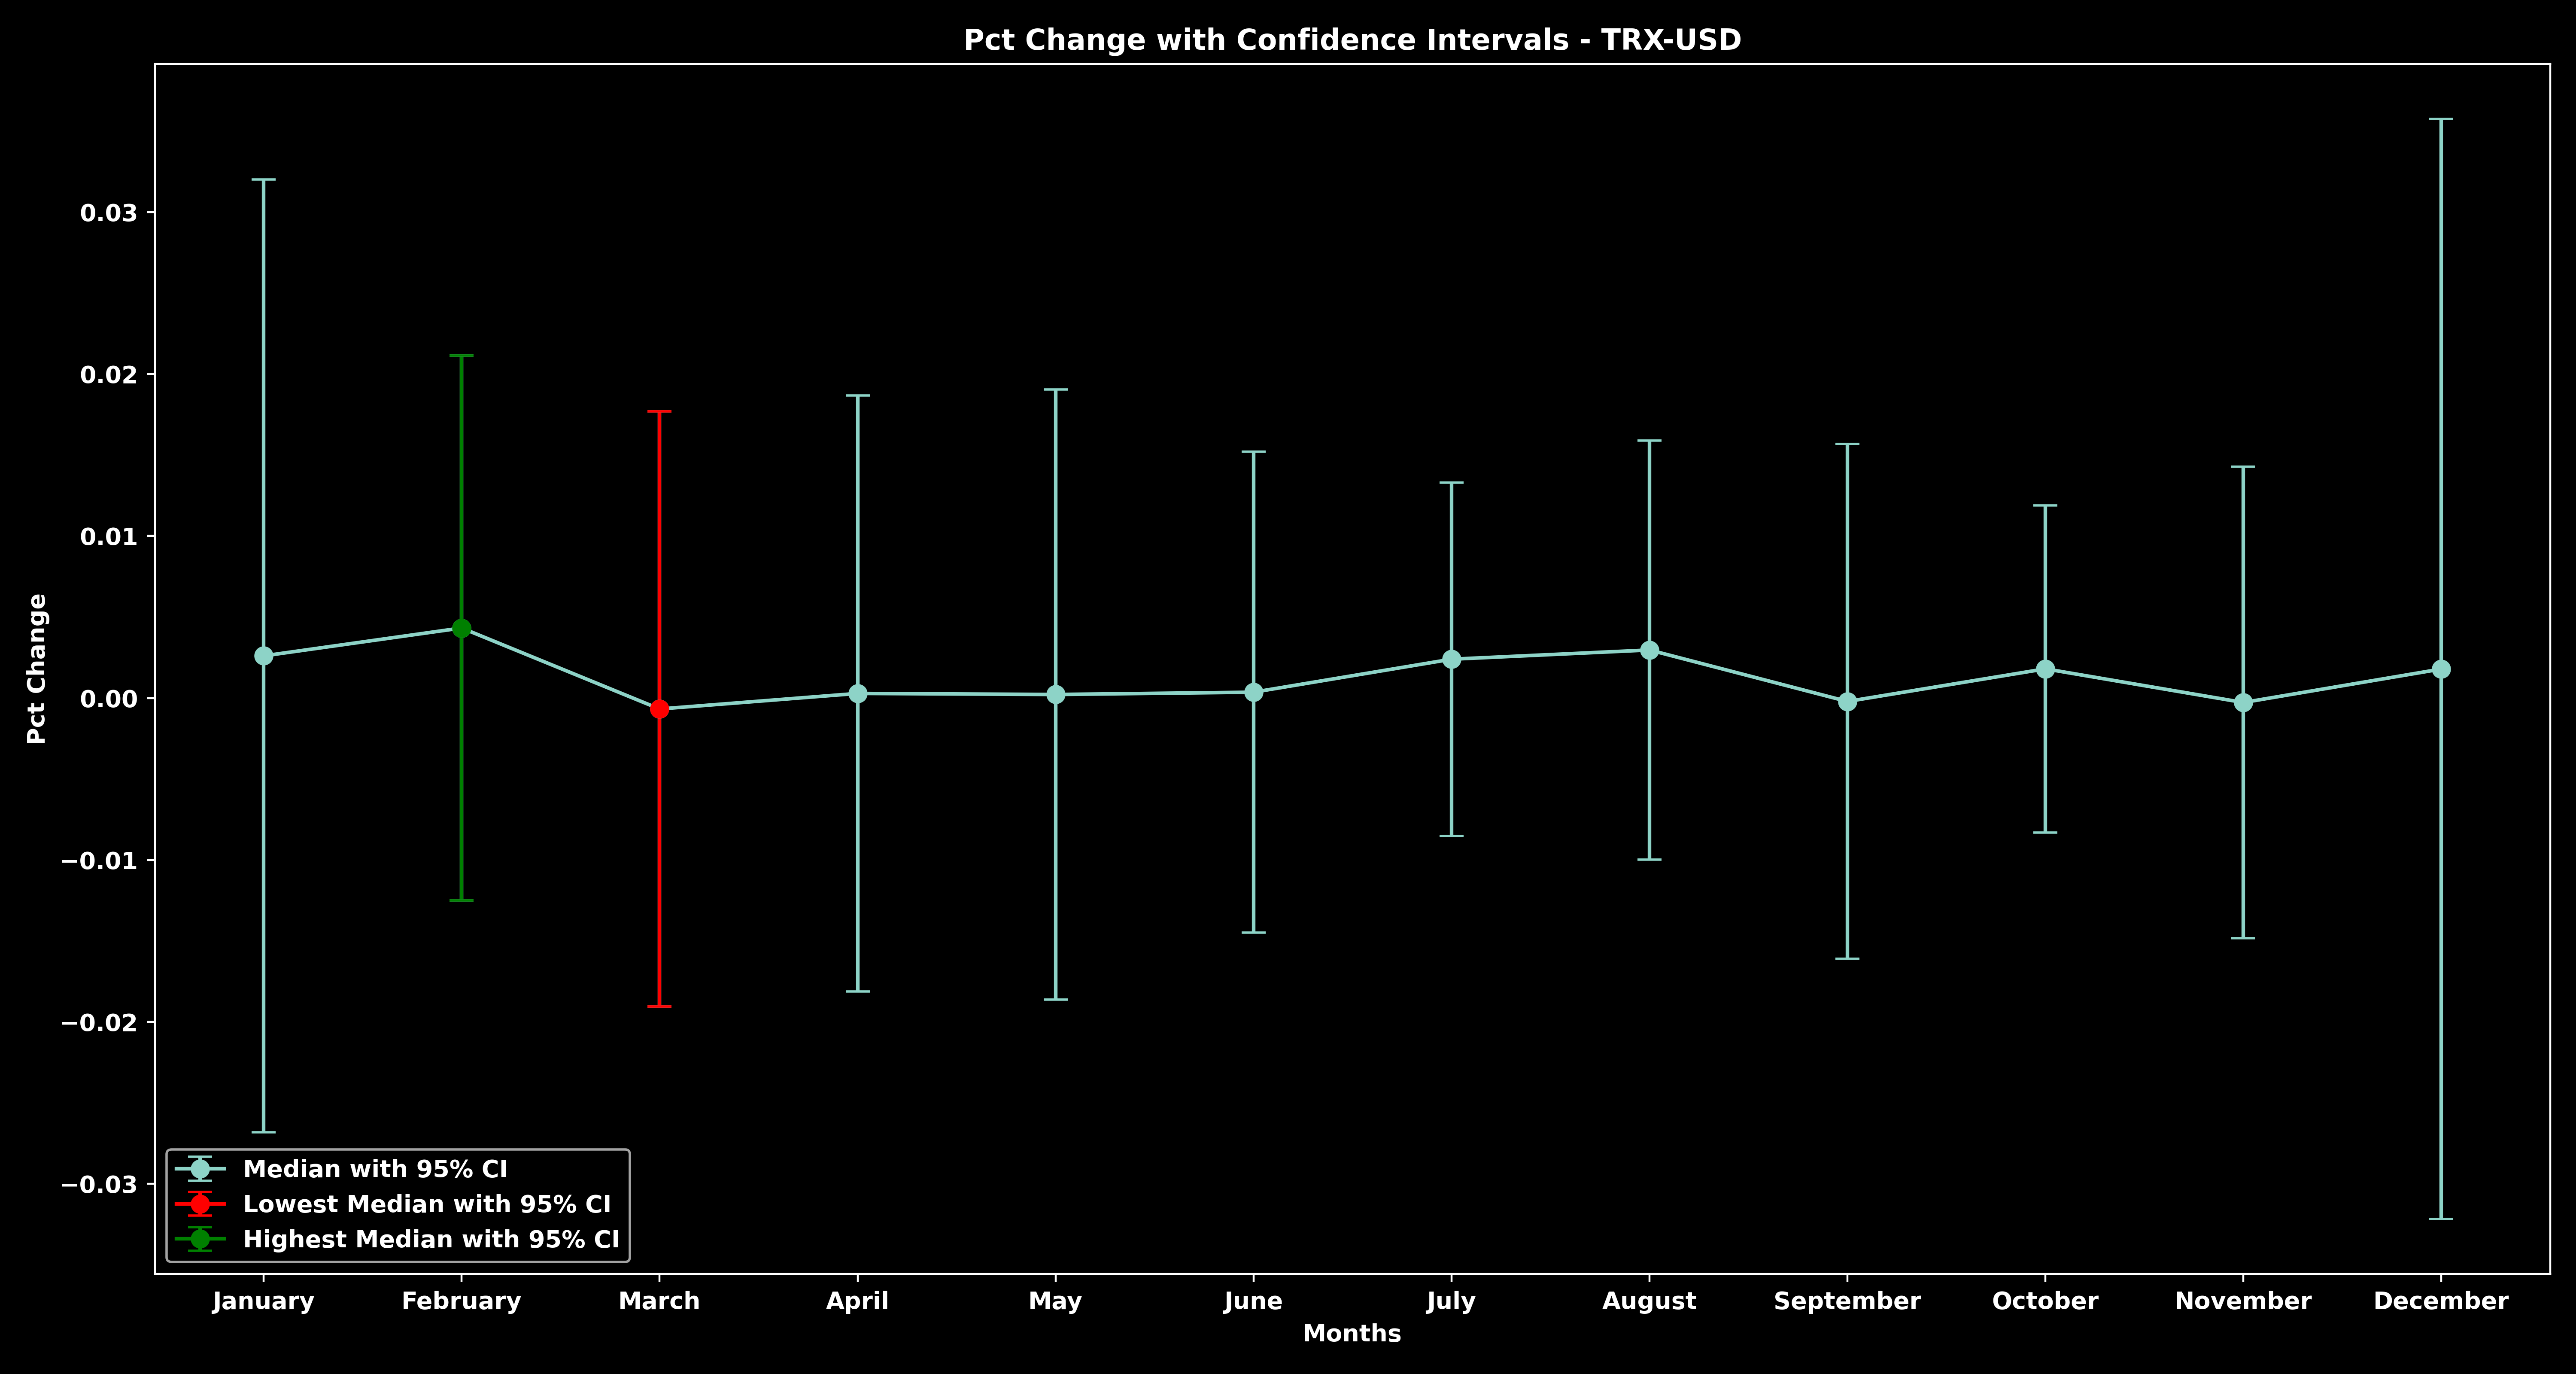 Pct Change with Confidence Intervals - TRX-USD
Pct Change
0.03
0.02
0.01
0.00
−0.01
−0.02
−0.03
Median with 95% CI
Lowest Median with 95% CI
Highest Median with 95% CI
January February March April May June July August September October November December
Months